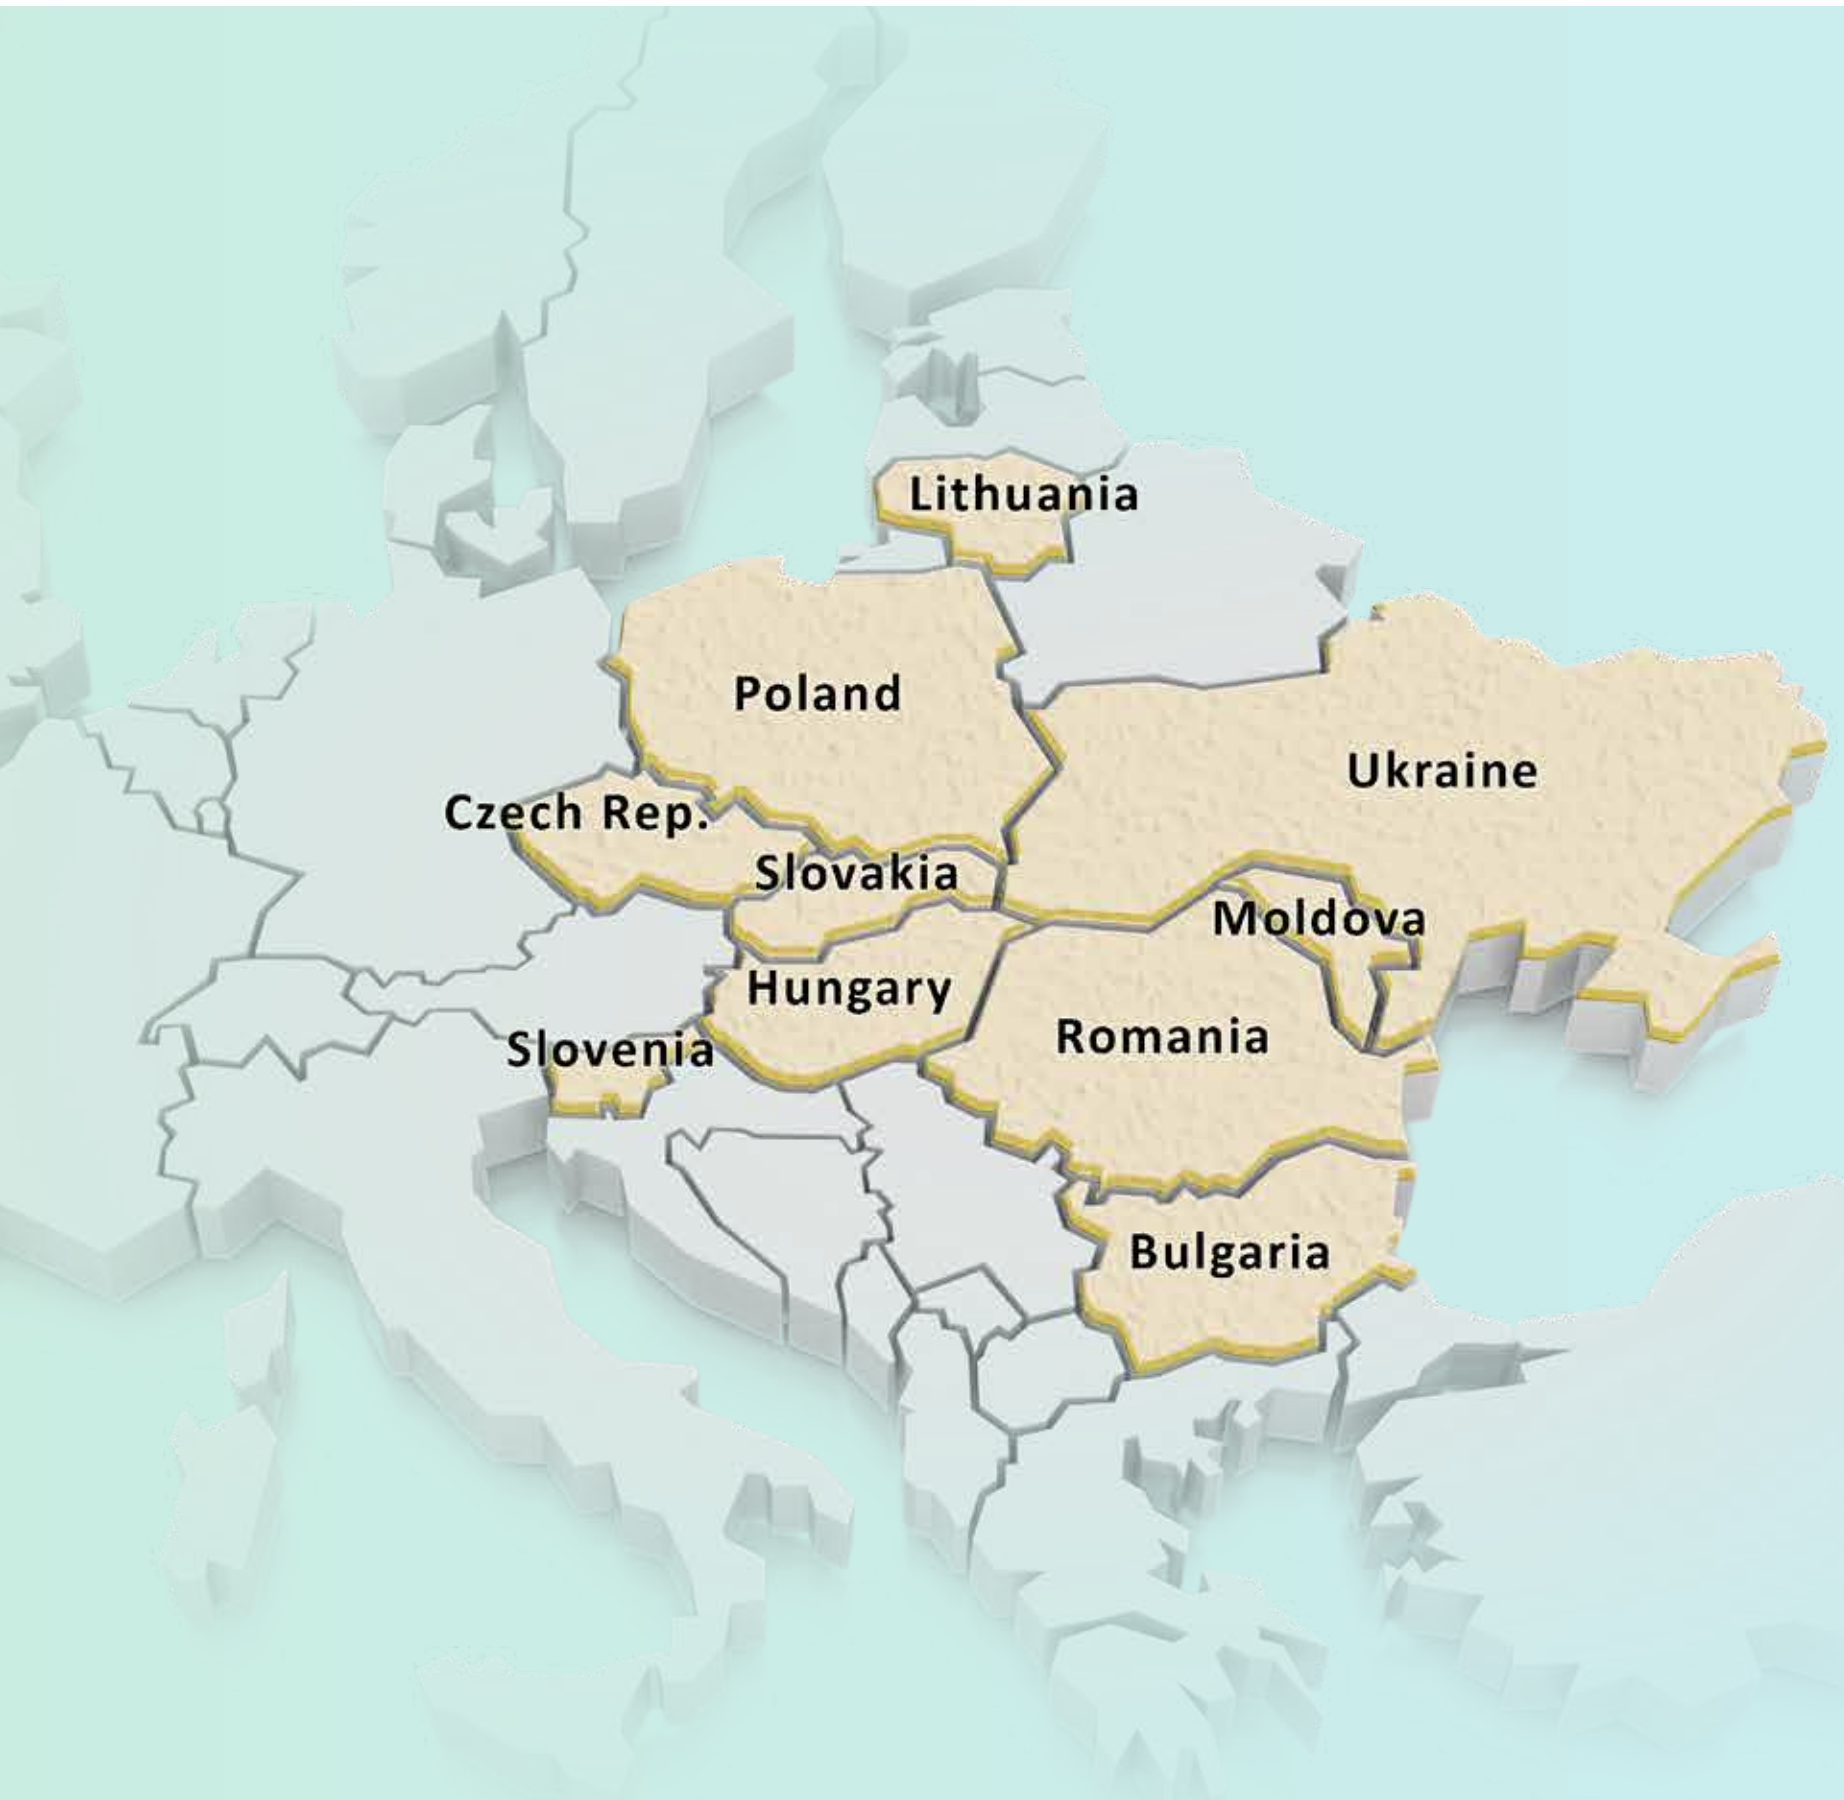 Lithuania
Poland
Ukraine
Czech Rep.
Slovakia
Moldova
Hungary
Romania
Slovenia
Bulgaria